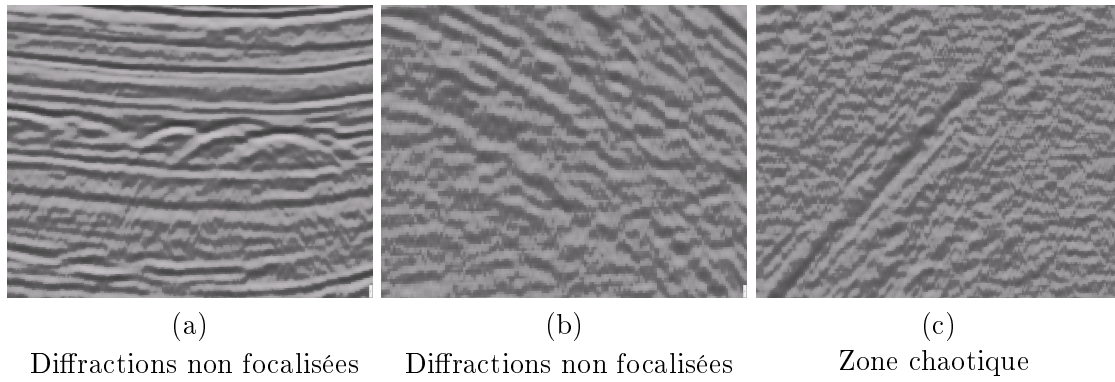 (a) (b) (c)
Diffractions non focalisées Diffractions non focalisées Zone chaotique